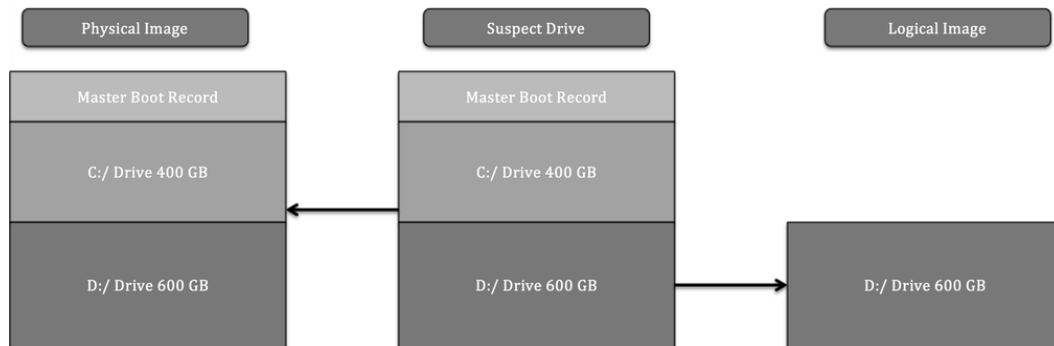 Physical Image
Suspect Drive
Logical Image
Master Boot Record
Master Boot Record
C:/ Drive 400 GB
C:/ Drive 400 GB
D:/ Drive 600 GB
D:/ Drive 600 GB
D:/ Drive 600 GB